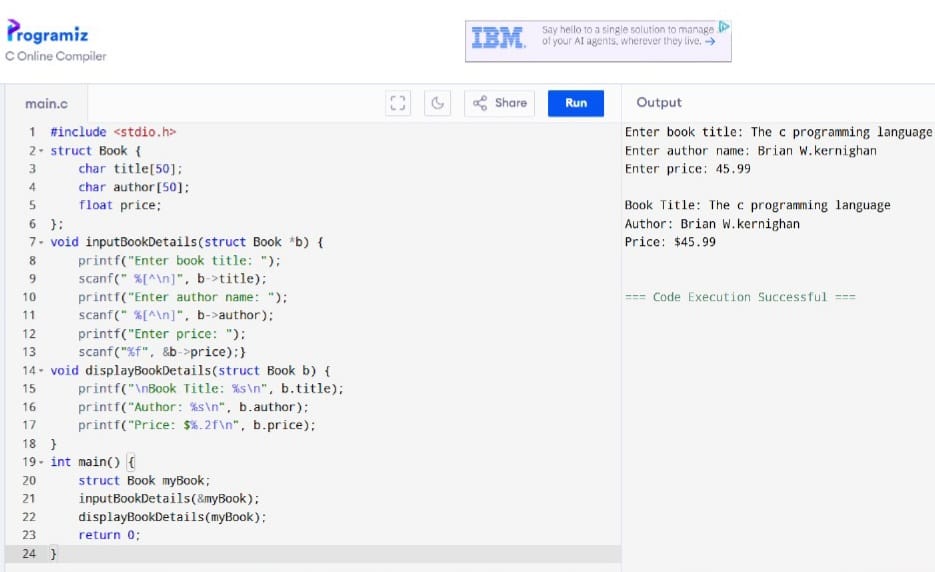 Programiz
C Online Compiler
IBM.
Say hello to a single solution to manage
of your AI agents, wherever they live. →
main.c
Share
Run
Output
1 #include <stdio.h>
2 struct Book {
3     char title[50];
4     char author[50];
5     float price;
6 };
7 void inputBookDetails(struct Book *b) {
8     printf("Enter book title: ");
9     scanf(" %[^\n]", b->title);
10     printf("Enter author name: ");
11     scanf(" %[^\n]", b->author);
12     printf("Enter price: ");
13     scanf("%f", &b->price);}
14 void displayBookDetails(struct Book b) {
15     printf("\nBook Title: %s\n", b.title);
16     printf("Author: %s\n", b.author);
17     printf("Price: $%.2f\n", b.price);
18 }
19 int main() {
20     struct Book myBook;
21     inputBookDetails(&myBook);
22     displayBookDetails(myBook);
23     return 0;
24 }
Enter book title: The c programming language
Enter author name: Brian W.kernighan
Enter price: 45.99
Book Title: The c programming language
Author: Brian W.kernighan
Price: $45.99
=== Code Execution Successful ===